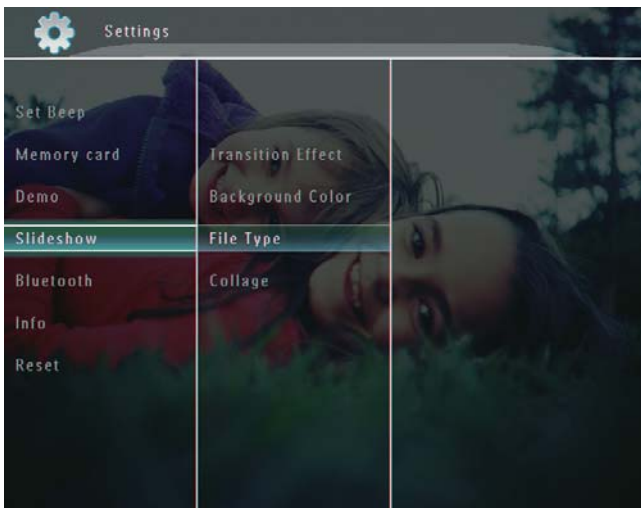 Settings
Set Beep
Memory card
Transition Effect
Demo
Background Color
Slideshow
File Type
Bluetooth
Collage
Info
Reset